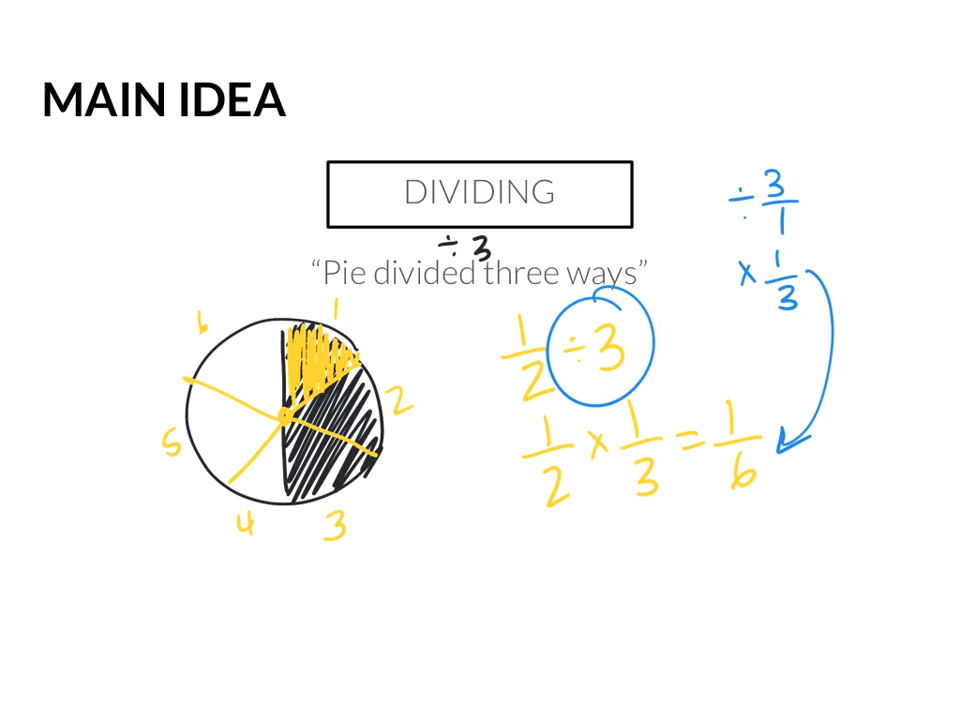 MAIN IDEA
DIVIDING
÷ 3
“Pie divided three ways”
÷ 3/1
× 1/3
1/2 ÷ 3
1/2 × 1/3 = 1/6
1
2
3
4
5
6